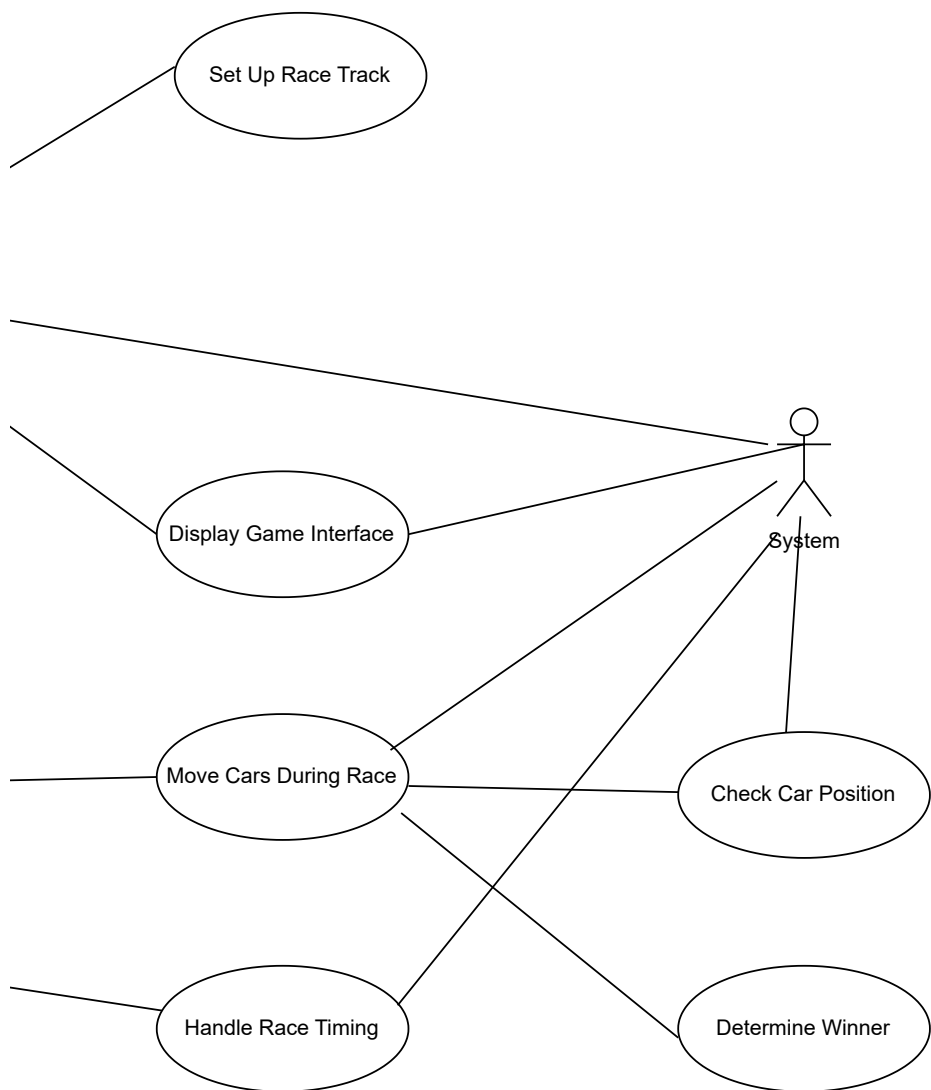 Set Up Race Track
Display Game Interface
System
Move Cars During Race
Check Car Position
Handle Race Timing
Determine Winner